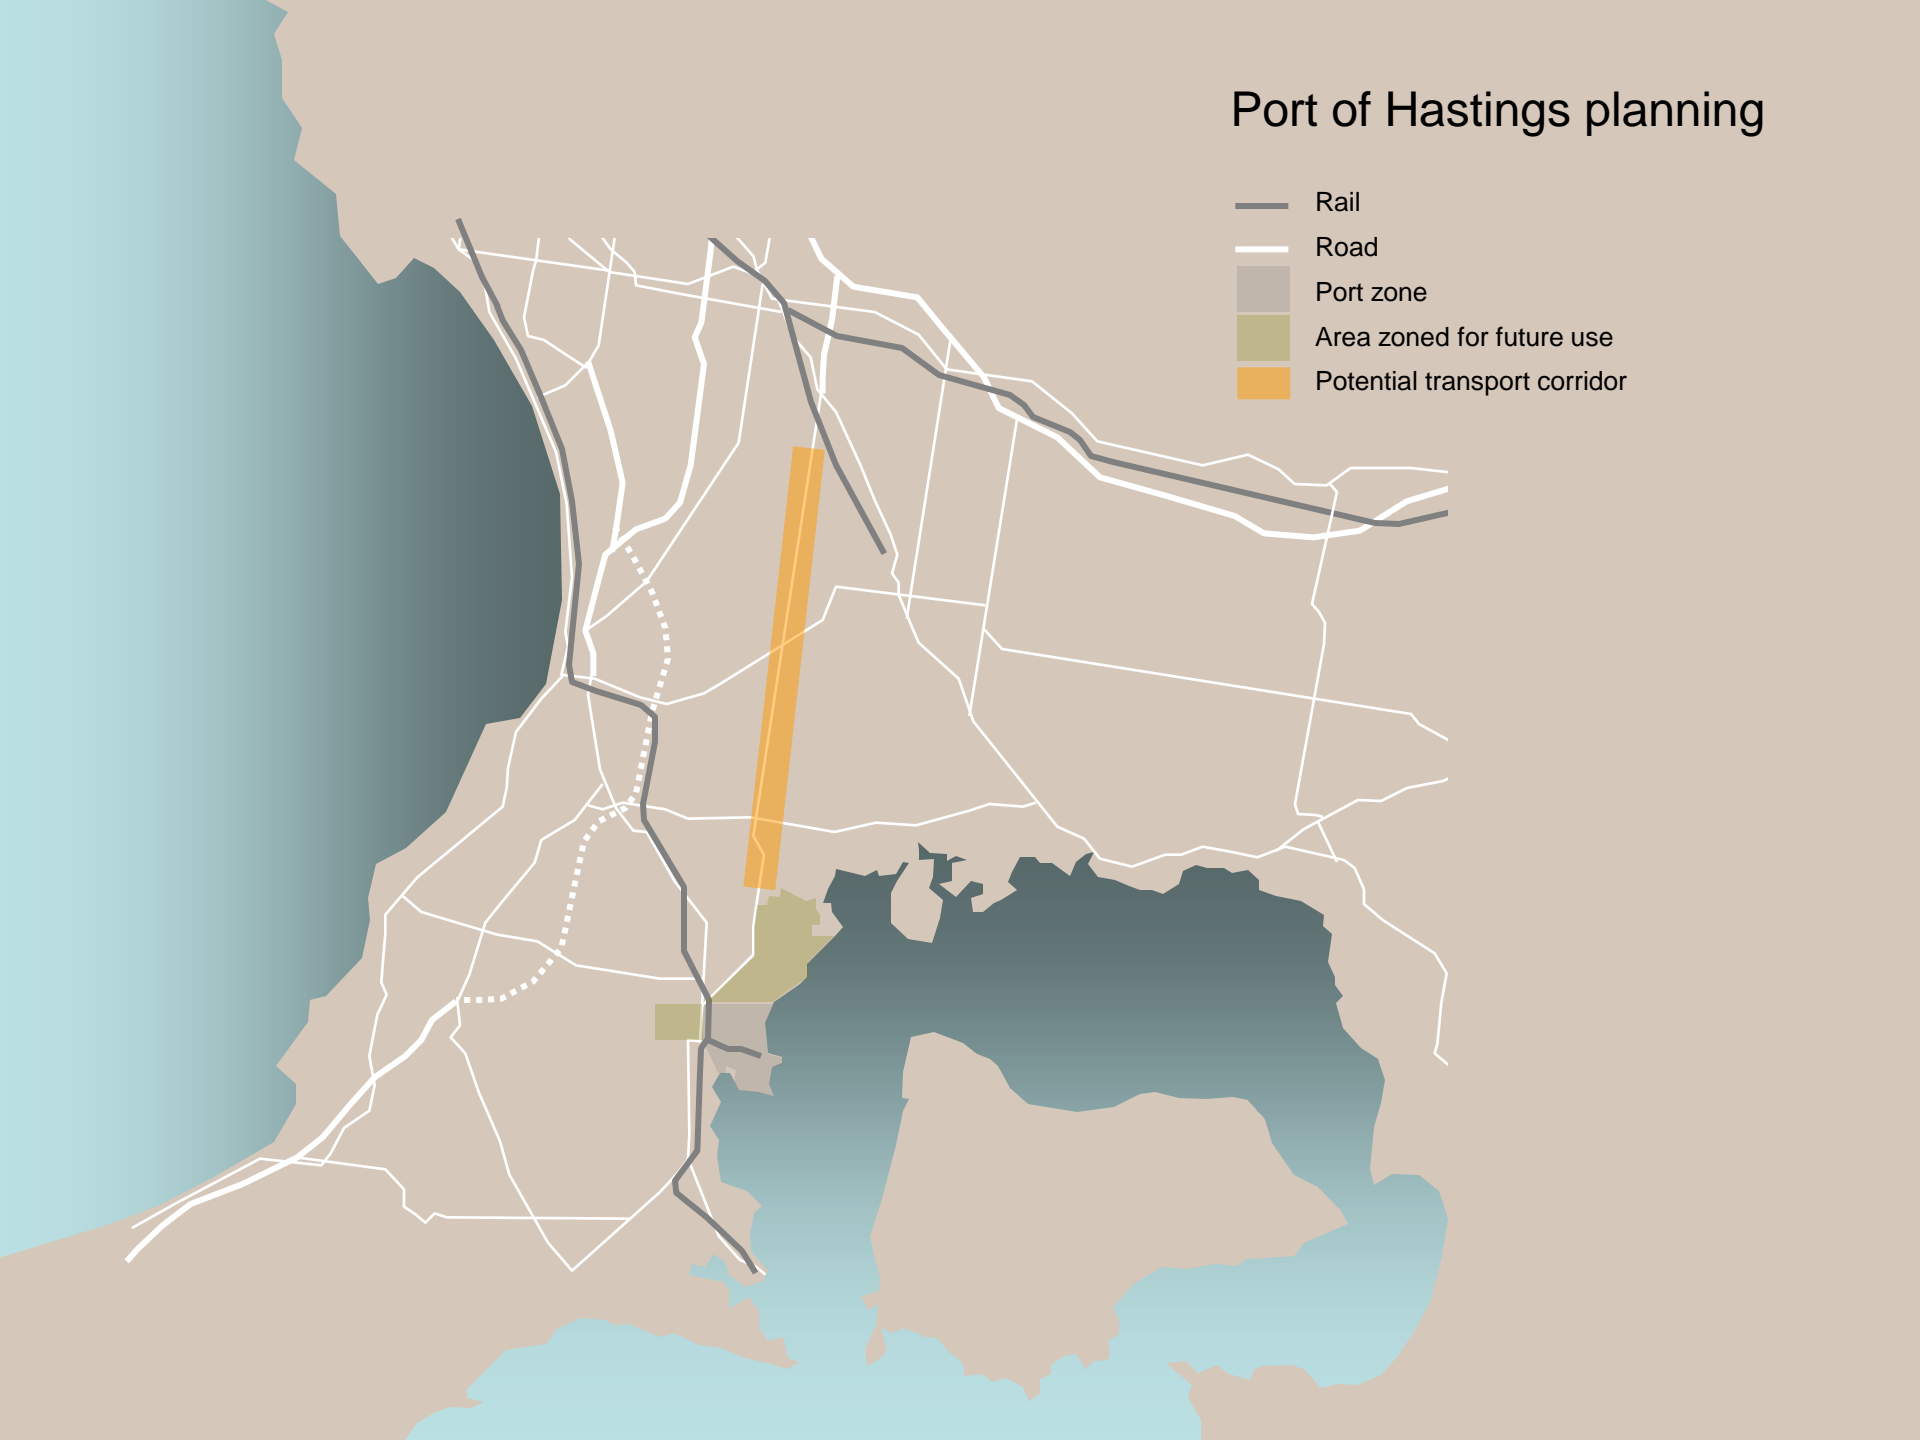 Port of Hastings planning
Rail
Road
Port zone
Area zoned for future use
Potential transport corridor